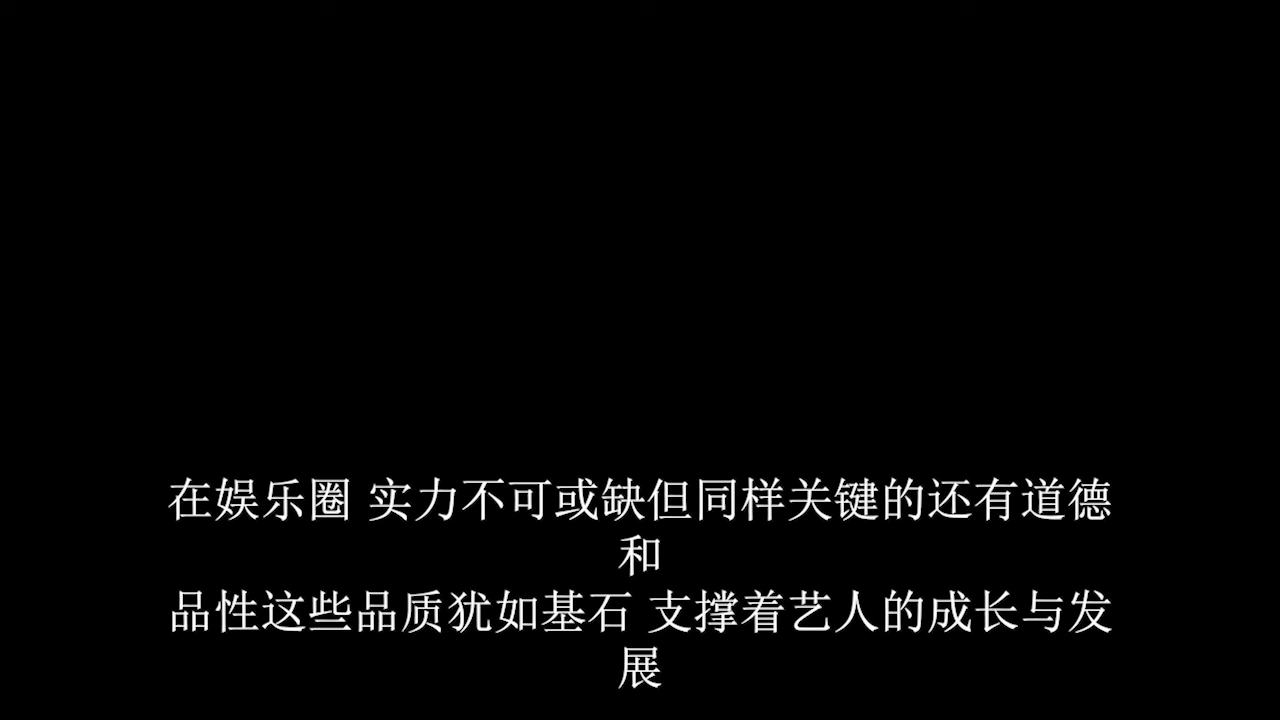 在娱乐圈 实力不可或缺但同样关键的还有道德
和
品性这些品质犹如基石 支撑着艺人的成长与发
展